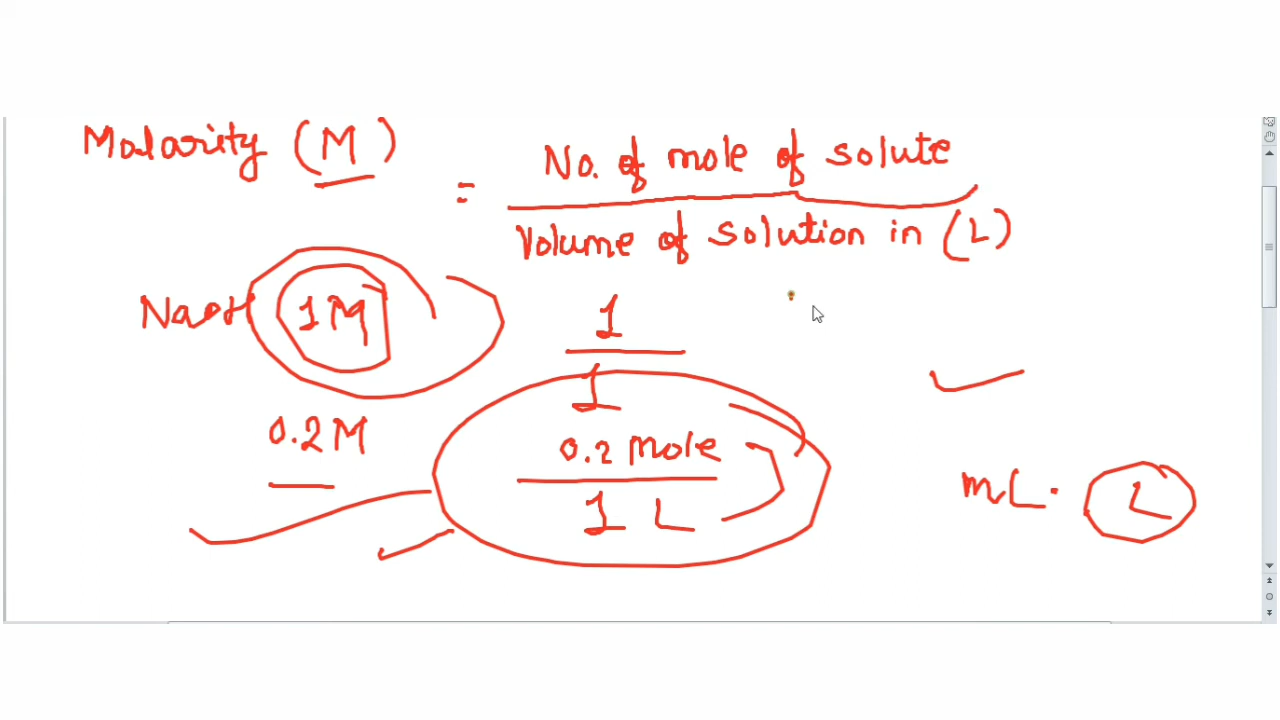 Malarity (M)
= No. of mole of solute
Volume of solution in (L)
NaOH 1M
1
1
0.2M
0.2 mole
1 L
mL. L